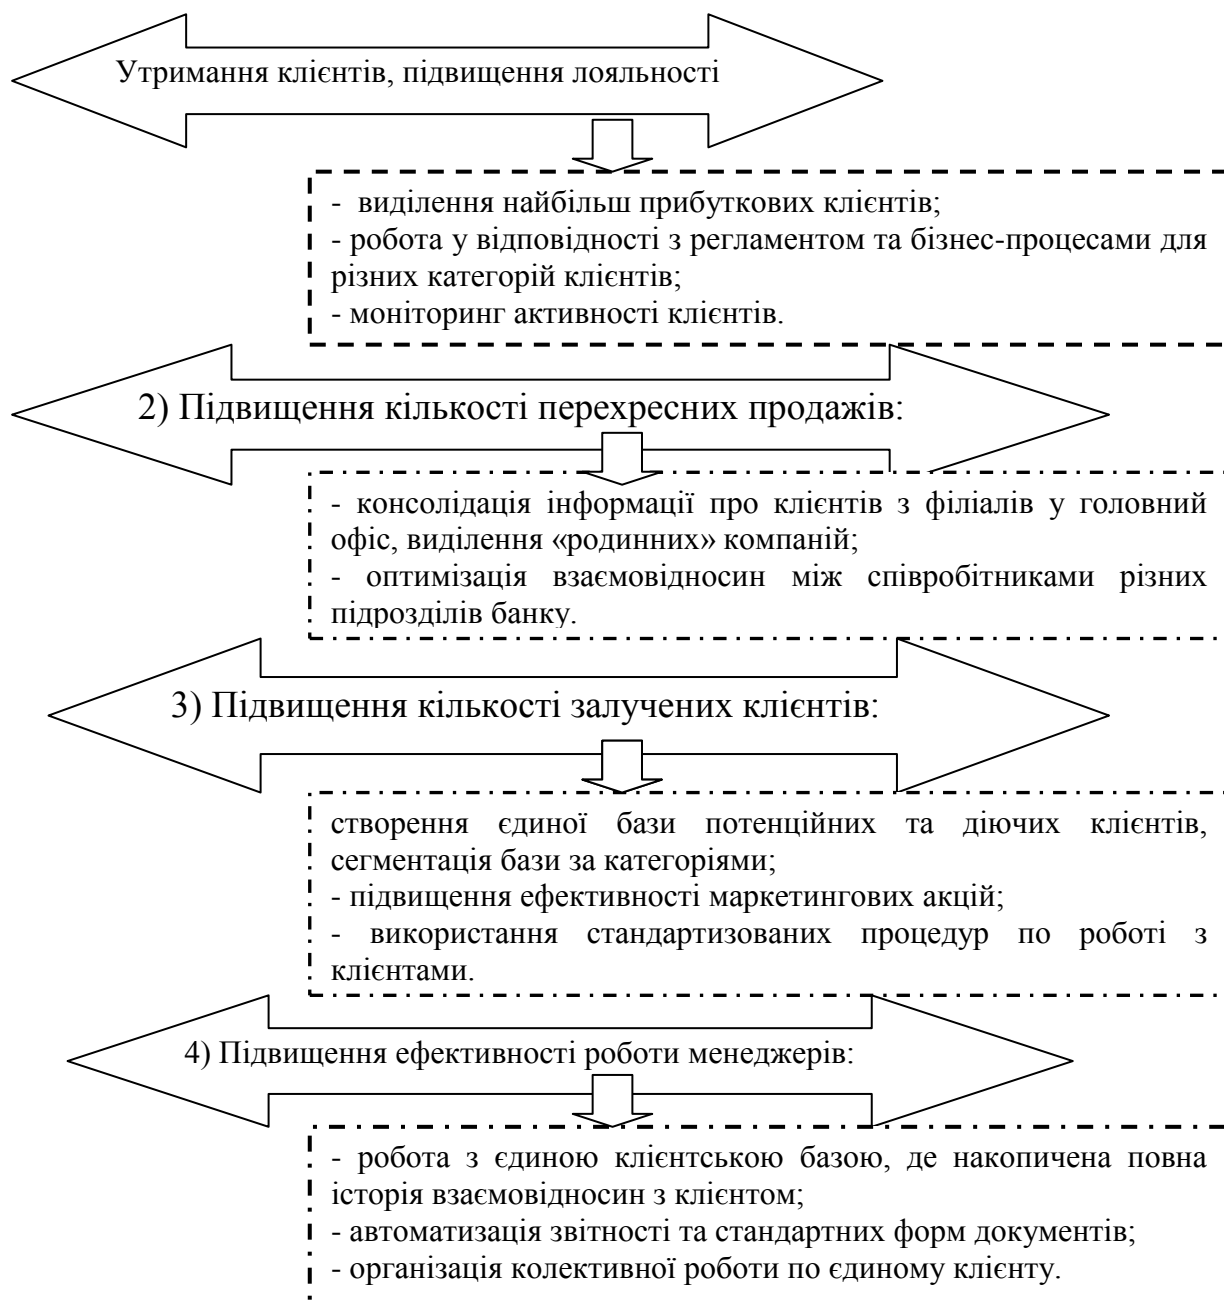 Утримання клієнтів, підвищення лояльності
- виділення найбільш прибуткових клієнтів;
- робота у відповідності з регламентом та бізнес-процесами для
різних категорій клієнтів;
- моніторинг активності клієнтів.
2) Підвищення кількості перехресних продажів:
- консолідація інформації про клієнтів з філіалів у головний
офіс, виділення «родинних» компаній;
- оптимізація взаємовідносин між співробітниками різних
підрозділів банку.
3) Підвищення кількості залучених клієнтів:
створення єдиної бази потенційних та діючих клієнтів,
сегментація бази за категоріями;
- підвищення ефективності маркетингових акцій;
- використання стандартизованих процедур по роботі з
клієнтами.
4) Підвищення ефективності роботи менеджерів:
- робота з єдиною клієнтською базою, де накопичена повна
історія взаємовідносин з клієнтом;
- автоматизація звітності та стандартних форм документів;
- організація колективної роботи по єдиному клієнту.